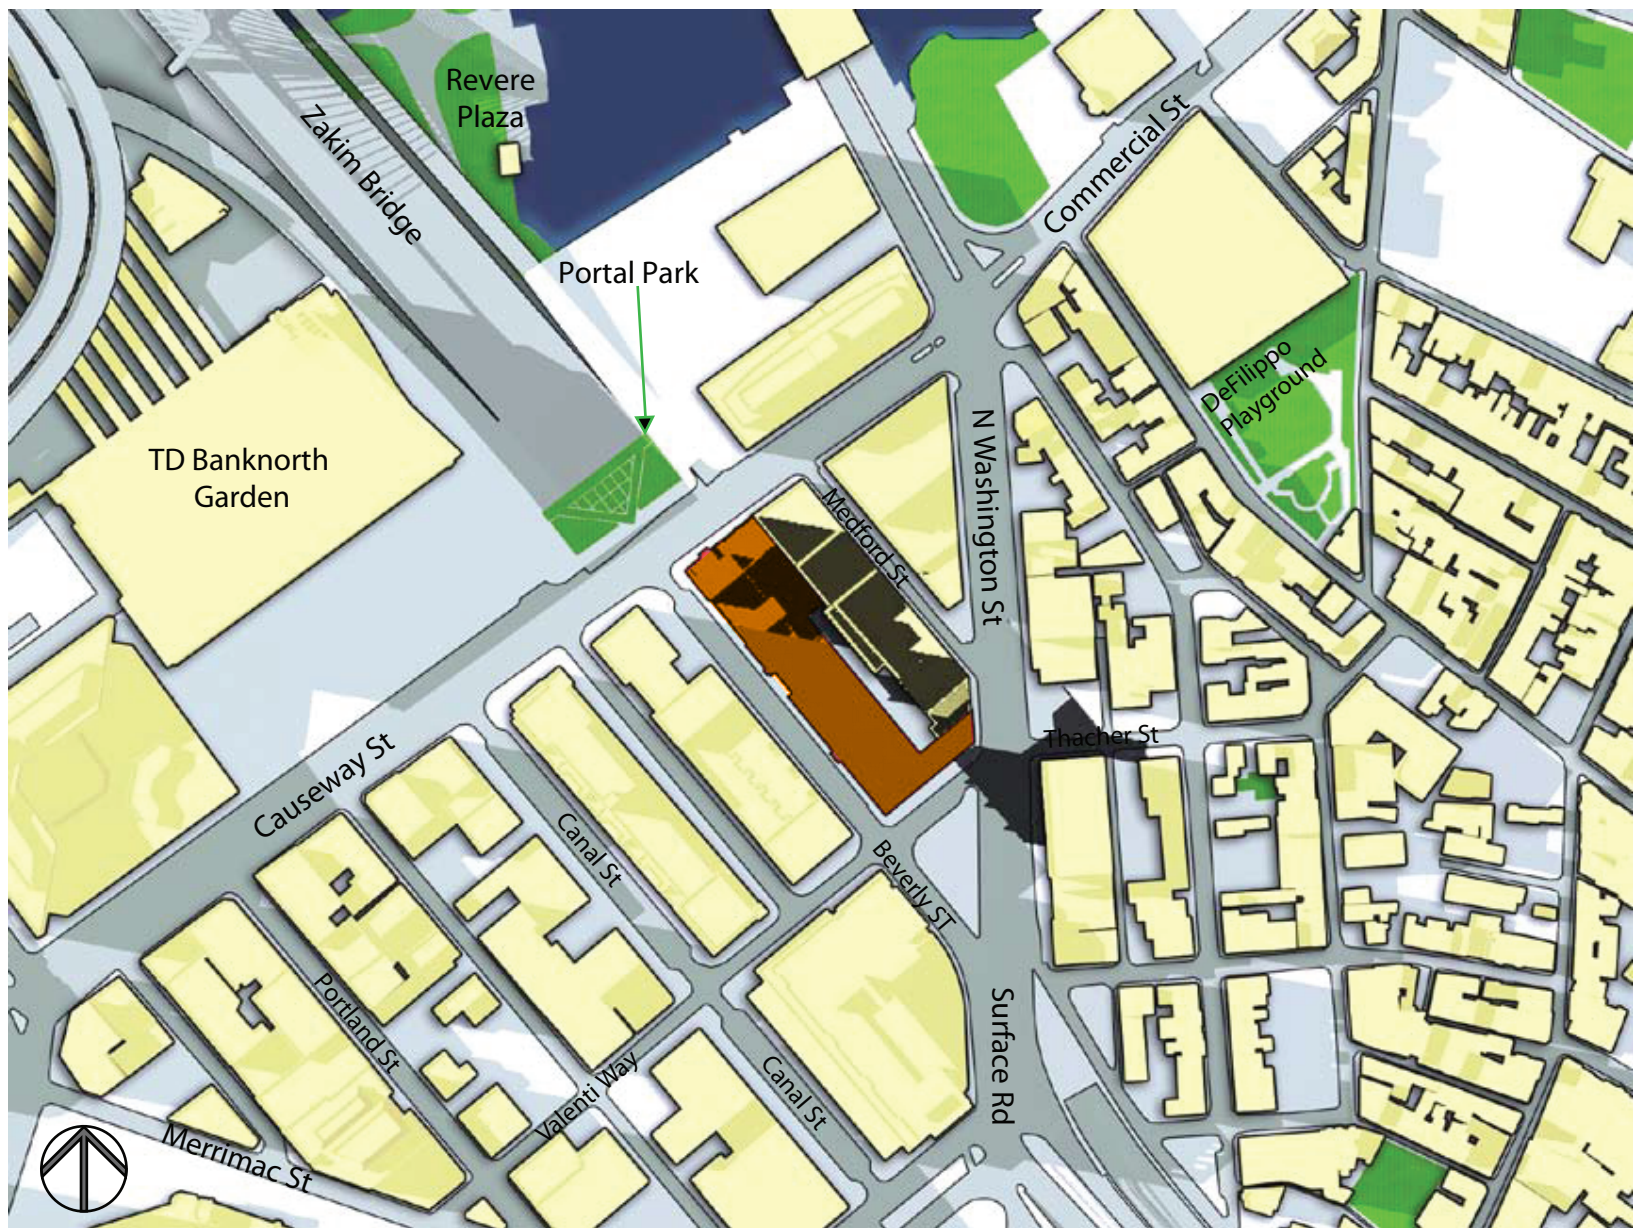 Revere
Plaza
Zakim Bridge
Commercial St
Portal Park
DeFilippo
Playground
TD Banknorth
Garden
N Washington St
Medford St
Thacher St
Causeway St
Canal St
Beverly ST
Portland St
Surface Rd
Valenti Way
Canal St
Merrimac St